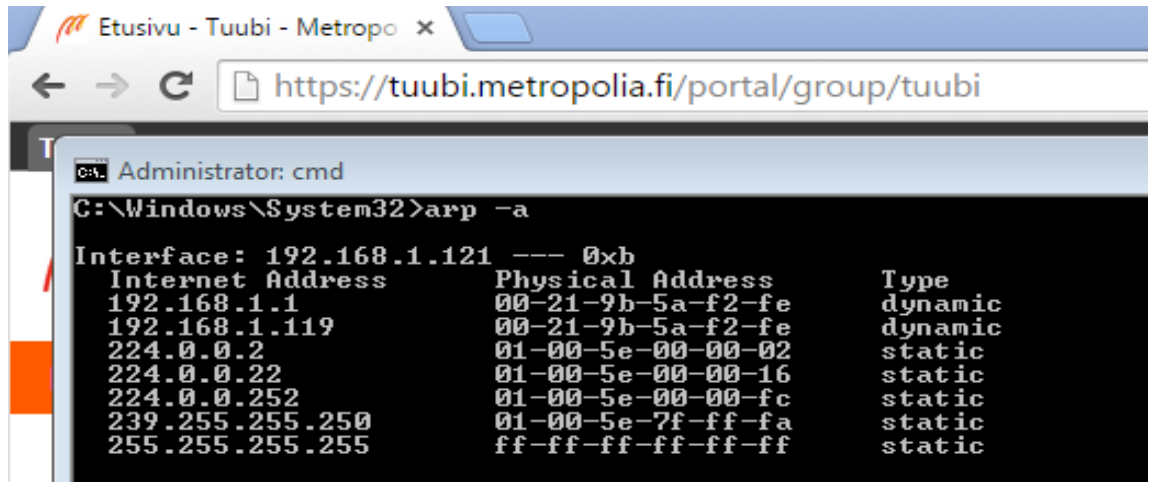 Etusivu - Tuubi - Metropo
https://tuubi.metropolia.fi/portal/group/tuubi
T
Administrator: cmd
C:\Windows\System32>arp -a
Interface: 192.168.1.121 --- 0xb
Internet Address Physical Address Type
192.168.1.1 00-21-9b-5a-f2-fe dynamic
192.168.1.119 00-21-9b-5a-f2-fe dynamic
224.0.0.2 01-00-5e-00-00-02 static
224.0.0.22 01-00-5e-00-00-16 static
224.0.0.252 01-00-5e-00-00-fc static
239.255.255.250 01-00-5e-7f-ff-fa static
255.255.255.255 ff-ff-ff-ff-ff-ff static